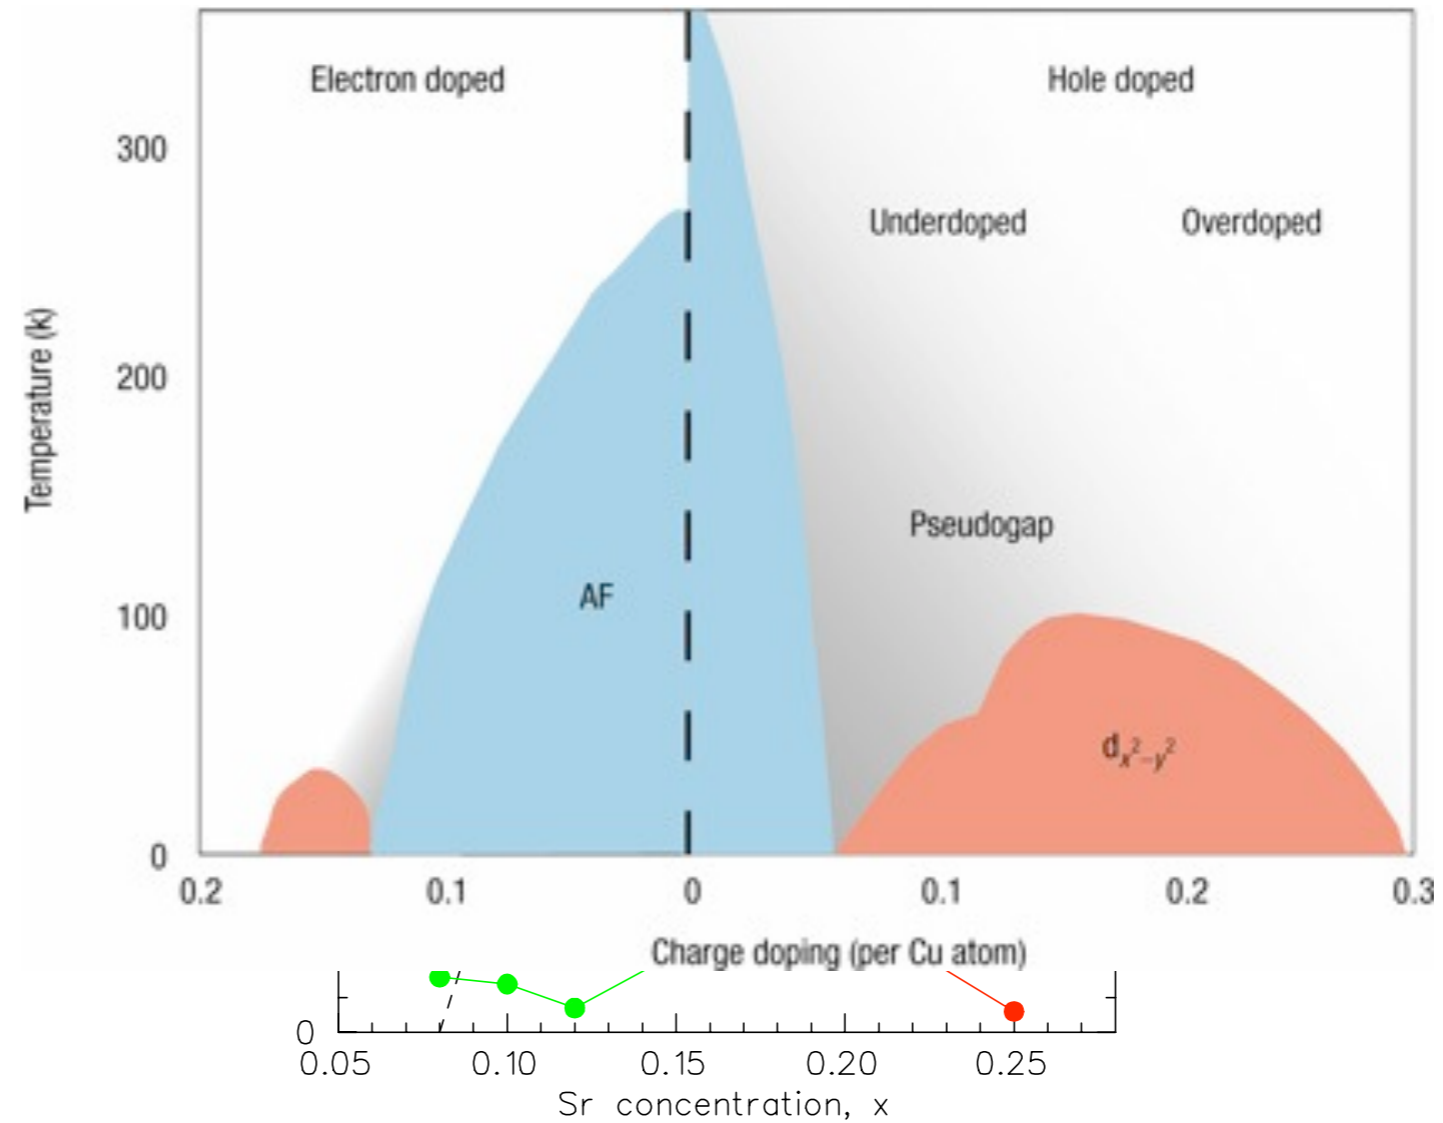 Electron doped
Hole doped
300
Underdoped
Overdoped
200
Temperature (k)
Pseudogap
AF
100
d_{x²−y²}
0
0.2 0.1 0 0.1 0.2 0.3
Charge doping (per Cu atom)
0
0.05 0.10 0.15 0.20 0.25
Sr concentration, x